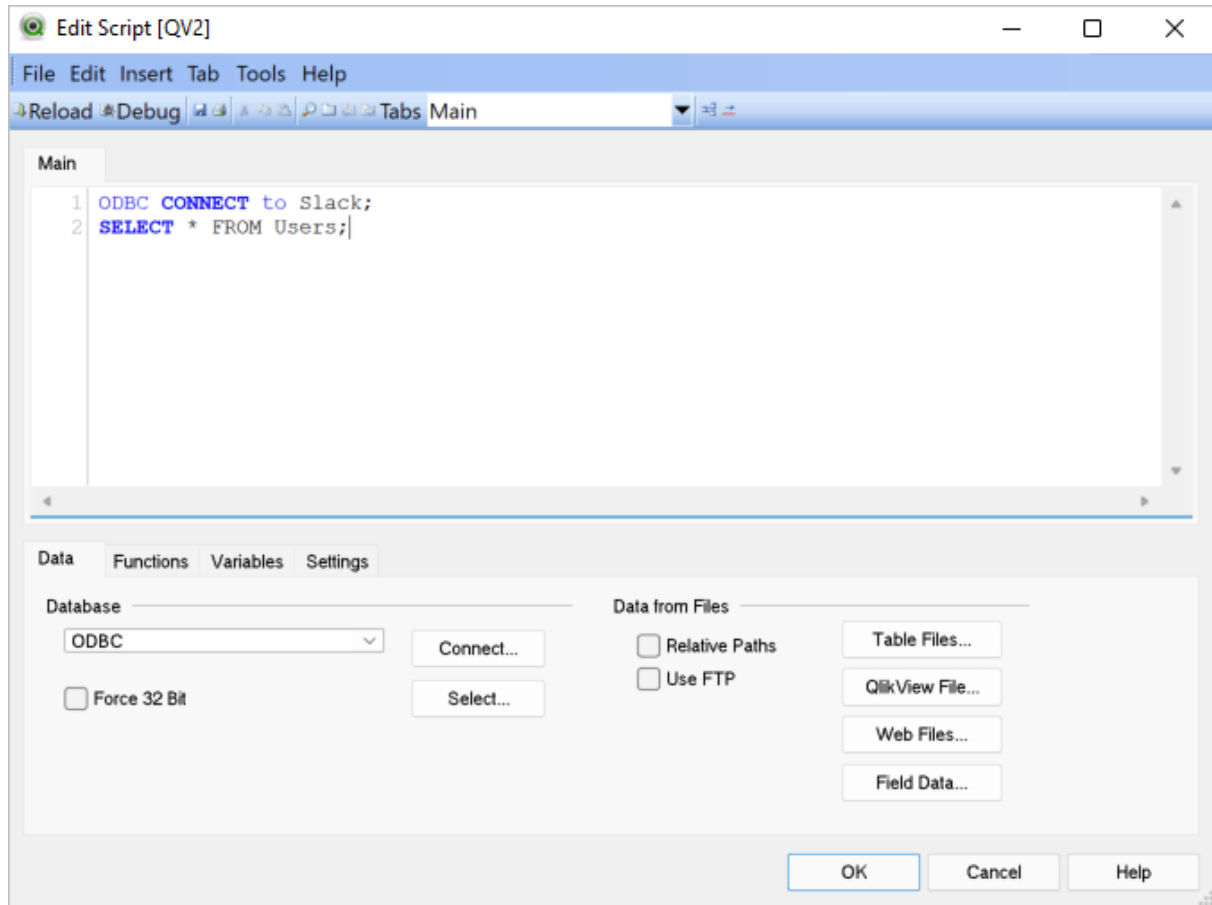 Edit Script [QV2]
File Edit Insert Tab Tools Help
Reload Debug Tabs Main
Main
1 ODBC CONNECT to Slack;
2 SELECT * FROM Users;
Data Functions Variables Settings
Database
ODBC
Connect...
Force 32 Bit
Select...
Data from Files
Relative Paths
Use FTP
Table Files...
QlikView File...
Web Files...
Field Data...
OK Cancel Help